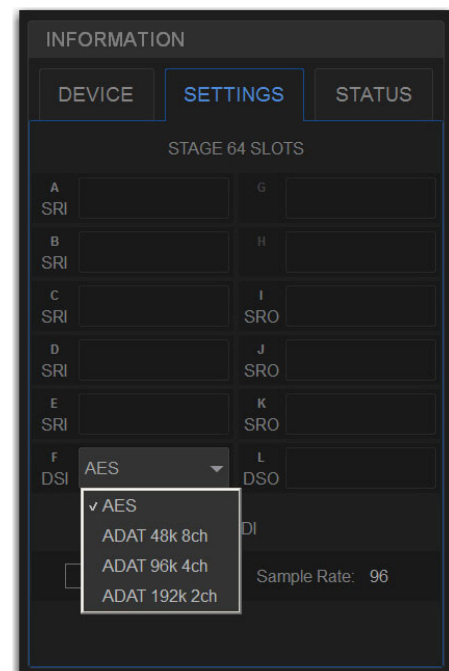 INFORMATION
DEVICE SETTINGS STATUS
STAGE 64 SLOTS
A
SRI
G
B
SRI
H
C
SRI
I
SRO
D
SRI
J
SRO
E
SRI
K
SRO
F
DSI
AES
L
DSO
✓ AES
ADAT 48k 8ch
DI
ADAT 96k 4ch
Sample Rate: 96
ADAT 192k 2ch